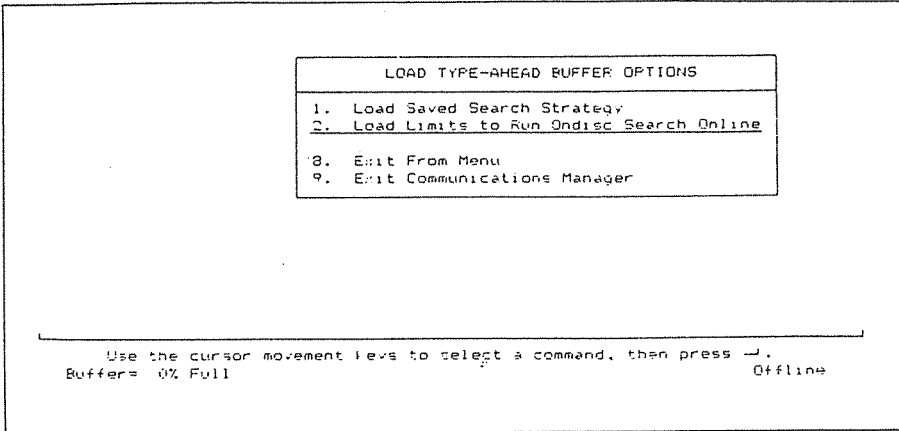 LOAD TYPE-AHEAD BUFFER OPTIONS
1. Load Saved Search Strategy
2. Load Limits to Run Ondisc Search Online
8. Exit From Menu
9. Exit Communications Manager
Use the cursor movement keys to select a command, then press ⏎.
Buffer= 0% Full Offline